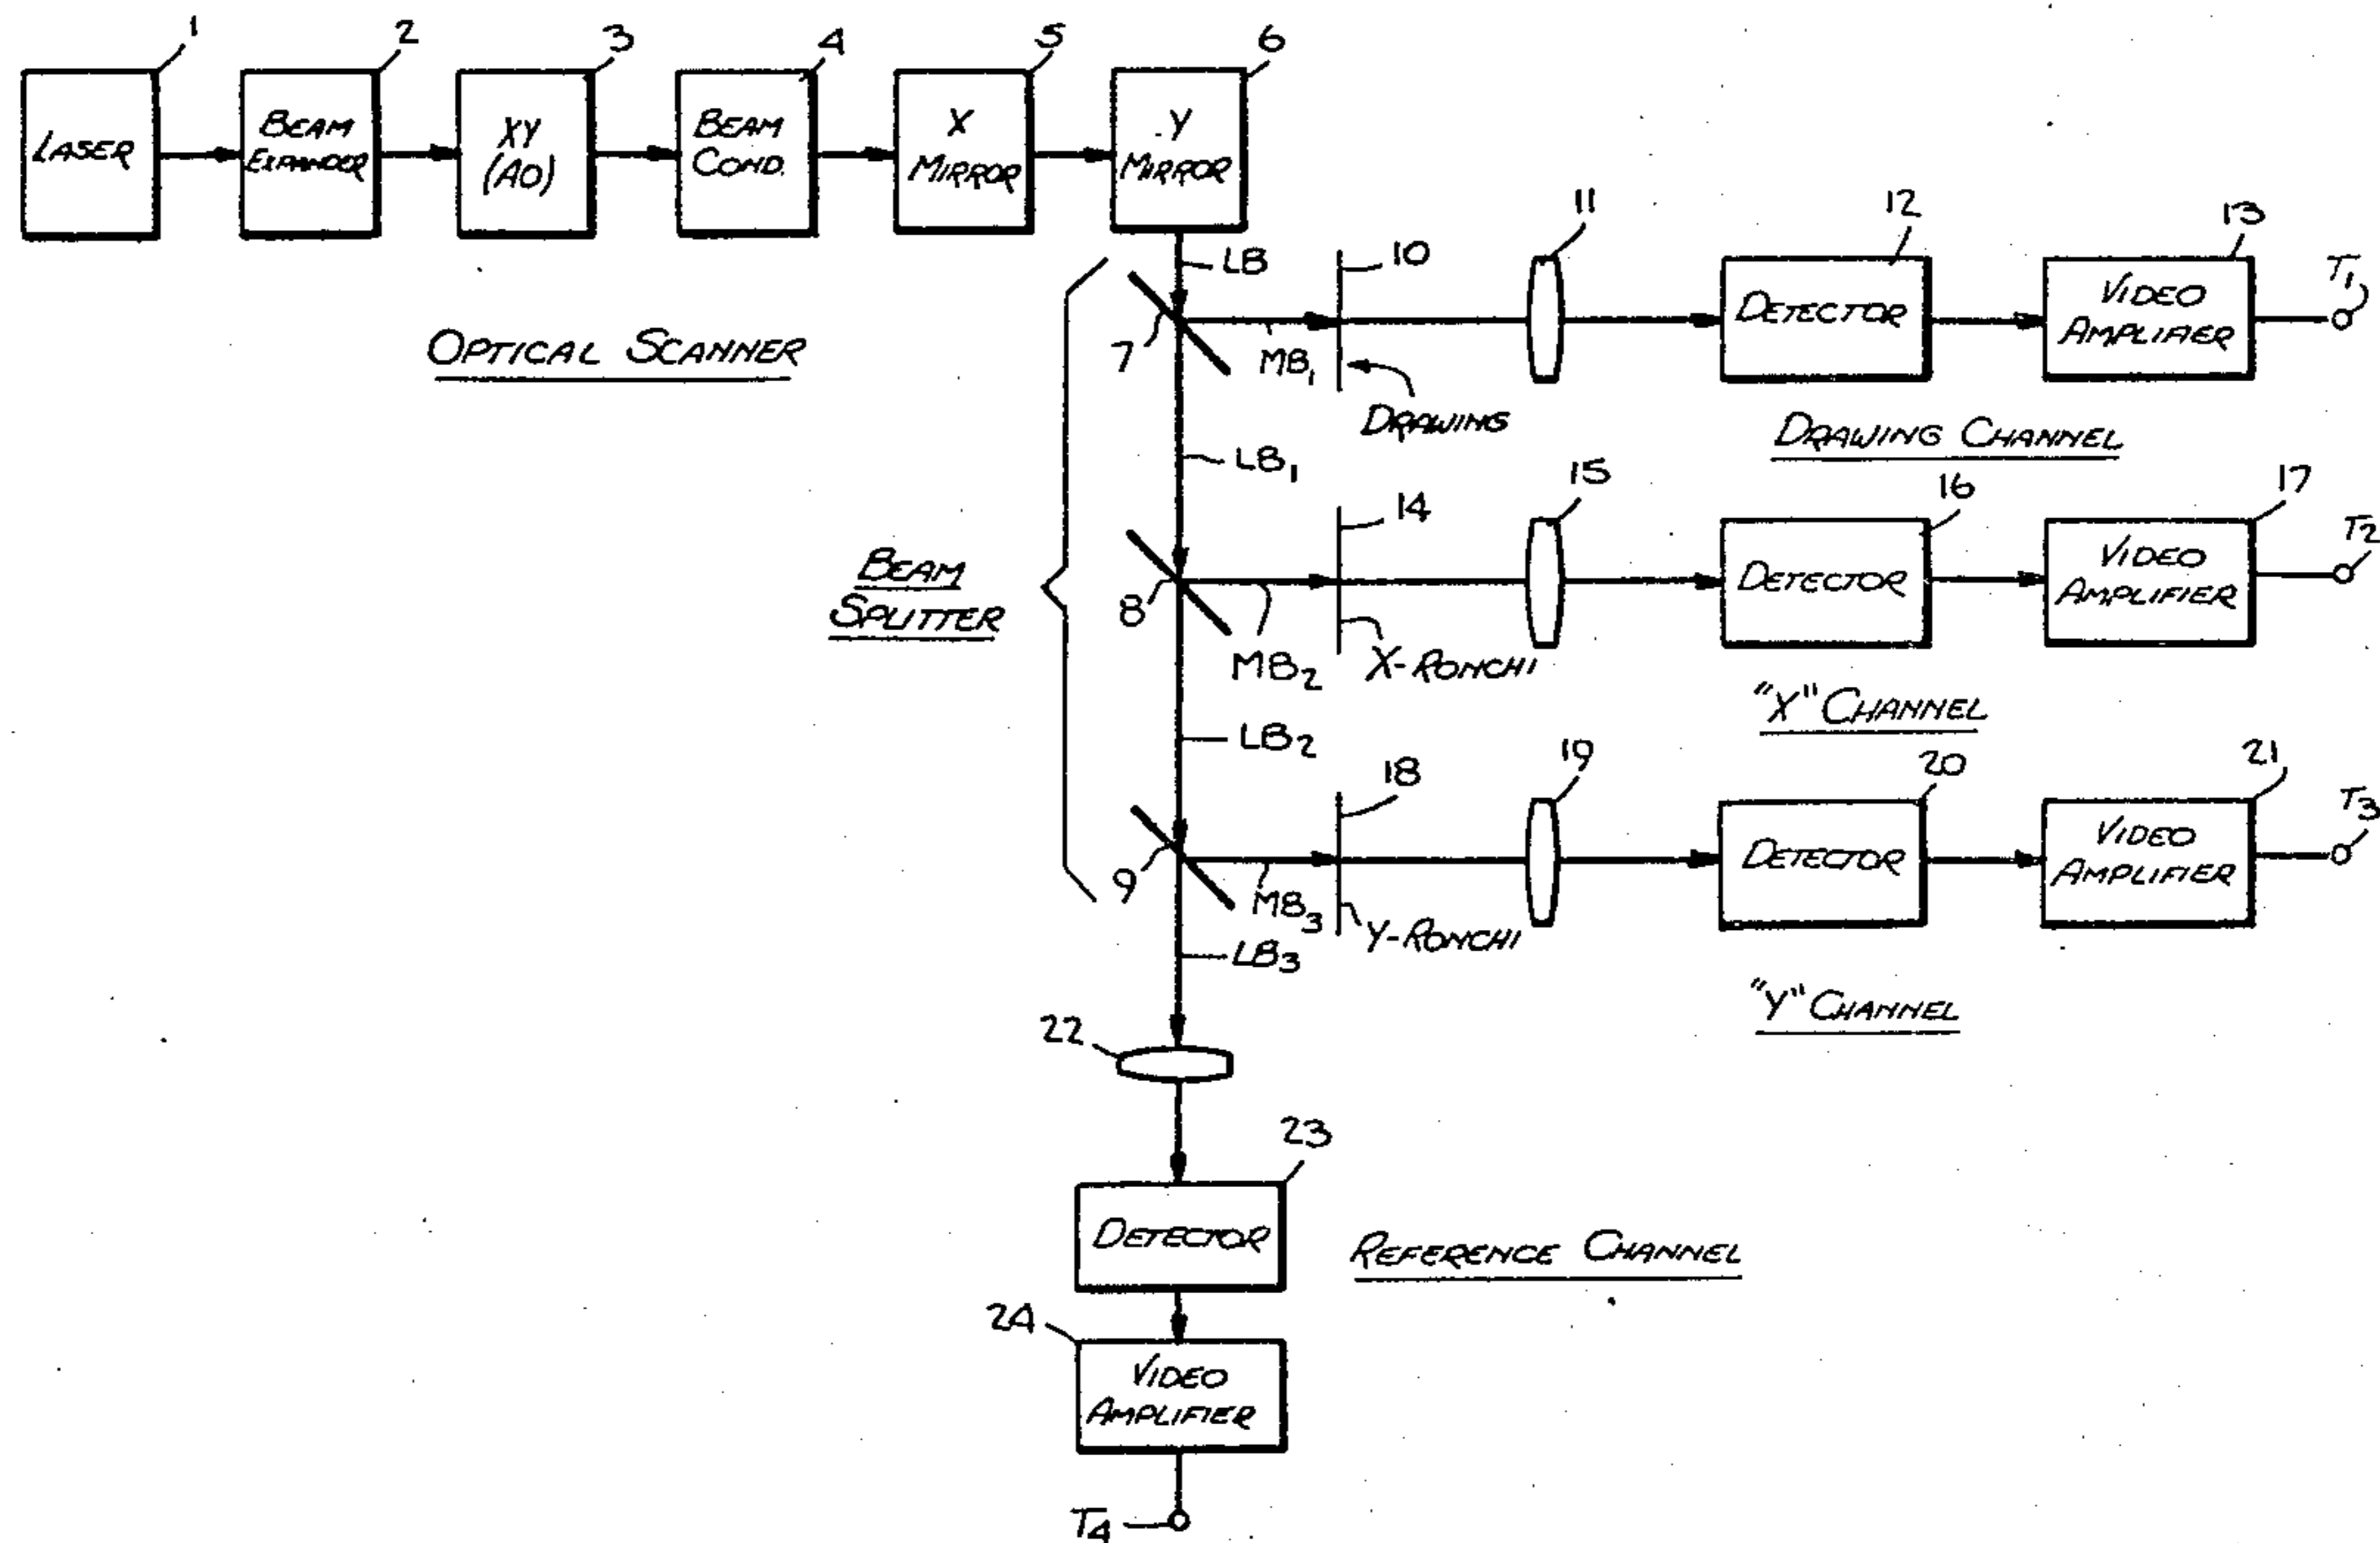 1
2
3
4
5
6
LASER
BEAM
EXPANDER
XY
(AO)
BEAM
COND.
X
MIRROR
Y
MIRROR
OPTICAL SCANNER
LB
10
11
12
13
T1
7
MB1
DRAWING
DETECTOR
VIDEO
AMPLIFIER
DRAWING CHANNEL
LB1
14
15
16
17
T2
BEAM
SPLITTER
8
MB2
X-RONCHI
DETECTOR
VIDEO
AMPLIFIER
"X" CHANNEL
LB2
18
19
20
21
T3
9
MB3
Y-RONCHI
DETECTOR
VIDEO
AMPLIFIER
"Y" CHANNEL
LB3
22
23
DETECTOR
REFERENCE CHANNEL
24
VIDEO
AMPLIFIER
T4